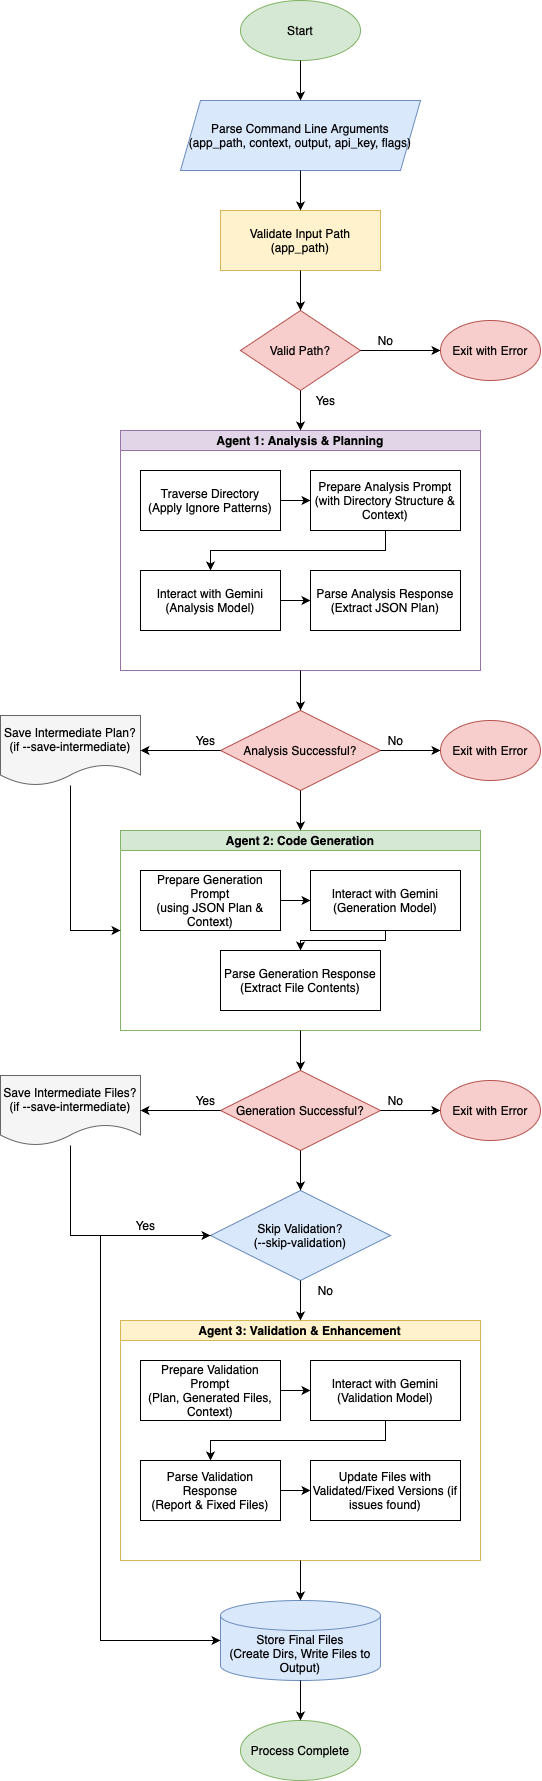 Start
Parse Command Line Arguments
(app_path, context, output, api_key, flags)
Validate Input Path
(app_path)
Valid Path?
No
Exit with Error
Yes
Agent 1: Analysis & Planning
Traverse Directory
(Apply Ignore Patterns)
Prepare Analysis Prompt
(with Directory Structure &
Context)
Interact with Gemini
(Analysis Model)
Parse Analysis Response
(Extract JSON Plan)
Save Intermediate Plan?
(if --save-intermediate)
Yes
Analysis Successful?
No
Exit with Error
Agent 2: Code Generation
Prepare Generation
Prompt
(using JSON Plan &
Context)
Interact with Gemini
(Generation Model)
Parse Generation Response
(Extract File Contents)
Save Intermediate Files?
(if --save-intermediate)
Yes
Generation Successful?
No
Exit with Error
Yes
Skip Validation?
(--skip-validation)
No
Agent 3: Validation & Enhancement
Prepare Validation
Prompt
(Plan, Generated Files,
Context)
Interact with Gemini
(Validation Model)
Parse Validation
Response
(Report & Fixed Files)
Update Files with
Validated/Fixed Versions (if
issues found)
Store Final Files
(Create Dirs, Write Files to
Output)
Process Complete